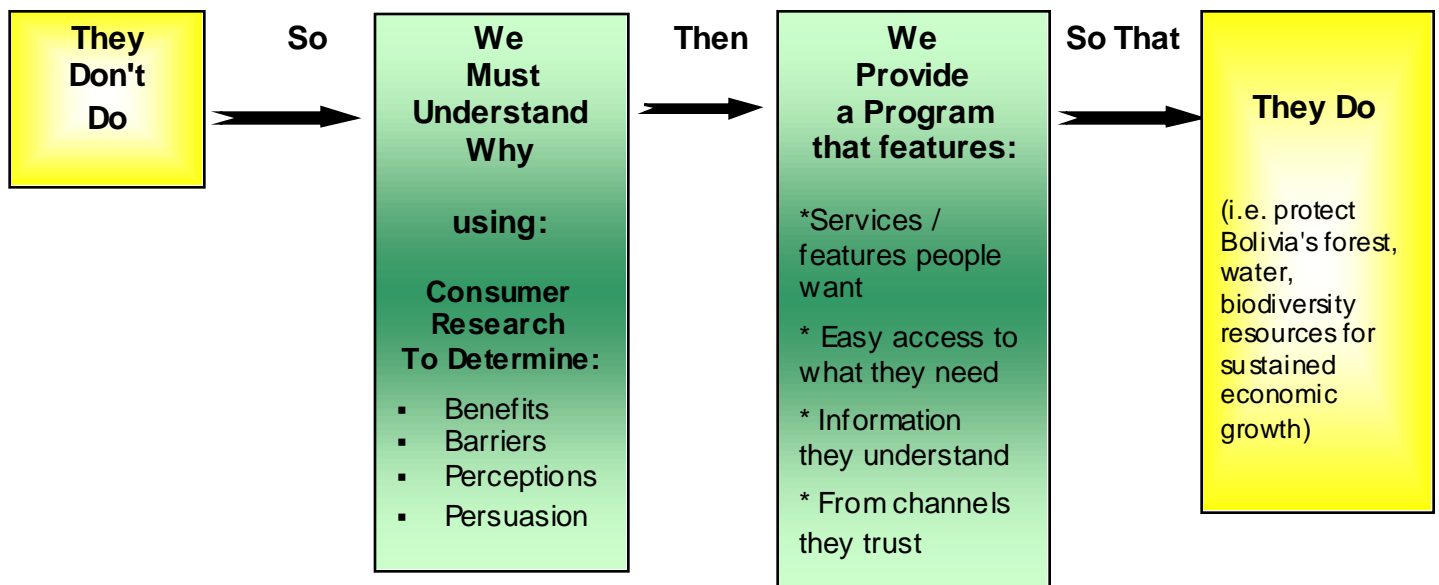 They
Don't
Do
So
We
Must
Understand
Why
using:
Consumer
Research
To Determine:
▪ Benefits
▪ Barriers
▪ Perceptions
▪ Persuasion
Then
We
Provide
a Program
that features:
*Services /
features people
want
* Easy access to
what they need
* Information
they understand
* From channels
they trust
So That
They Do
(i.e. protect
Bolivia's forest,
water,
biodiversity
resources for
sustained
economic
growth)